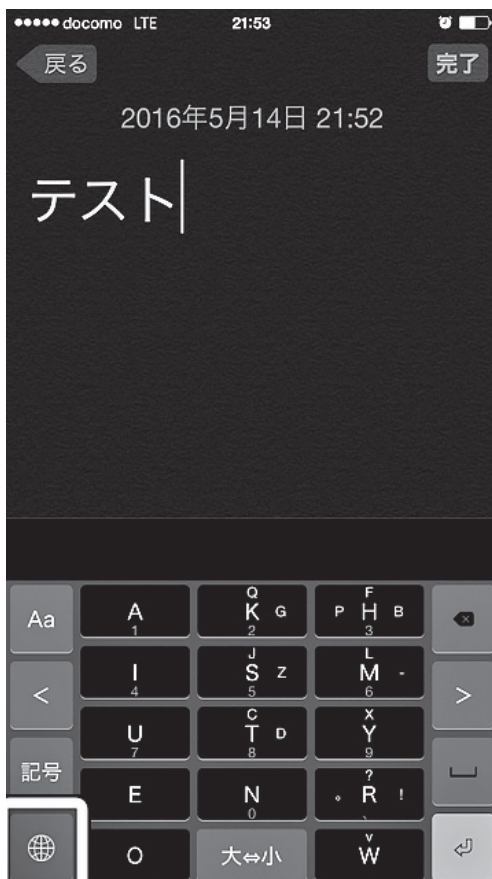 docomo LTE 21:53
戻る 完了
2016年5月14日 21:52
テスト
Aa A 1 Q K G 2 F P H B 3
< I 4 J S Z 5 L M - 6 >
記号 U 7 C T D 8 X Y 9
E N 0 ? 。 R ! 、
O 大⇔小 V W